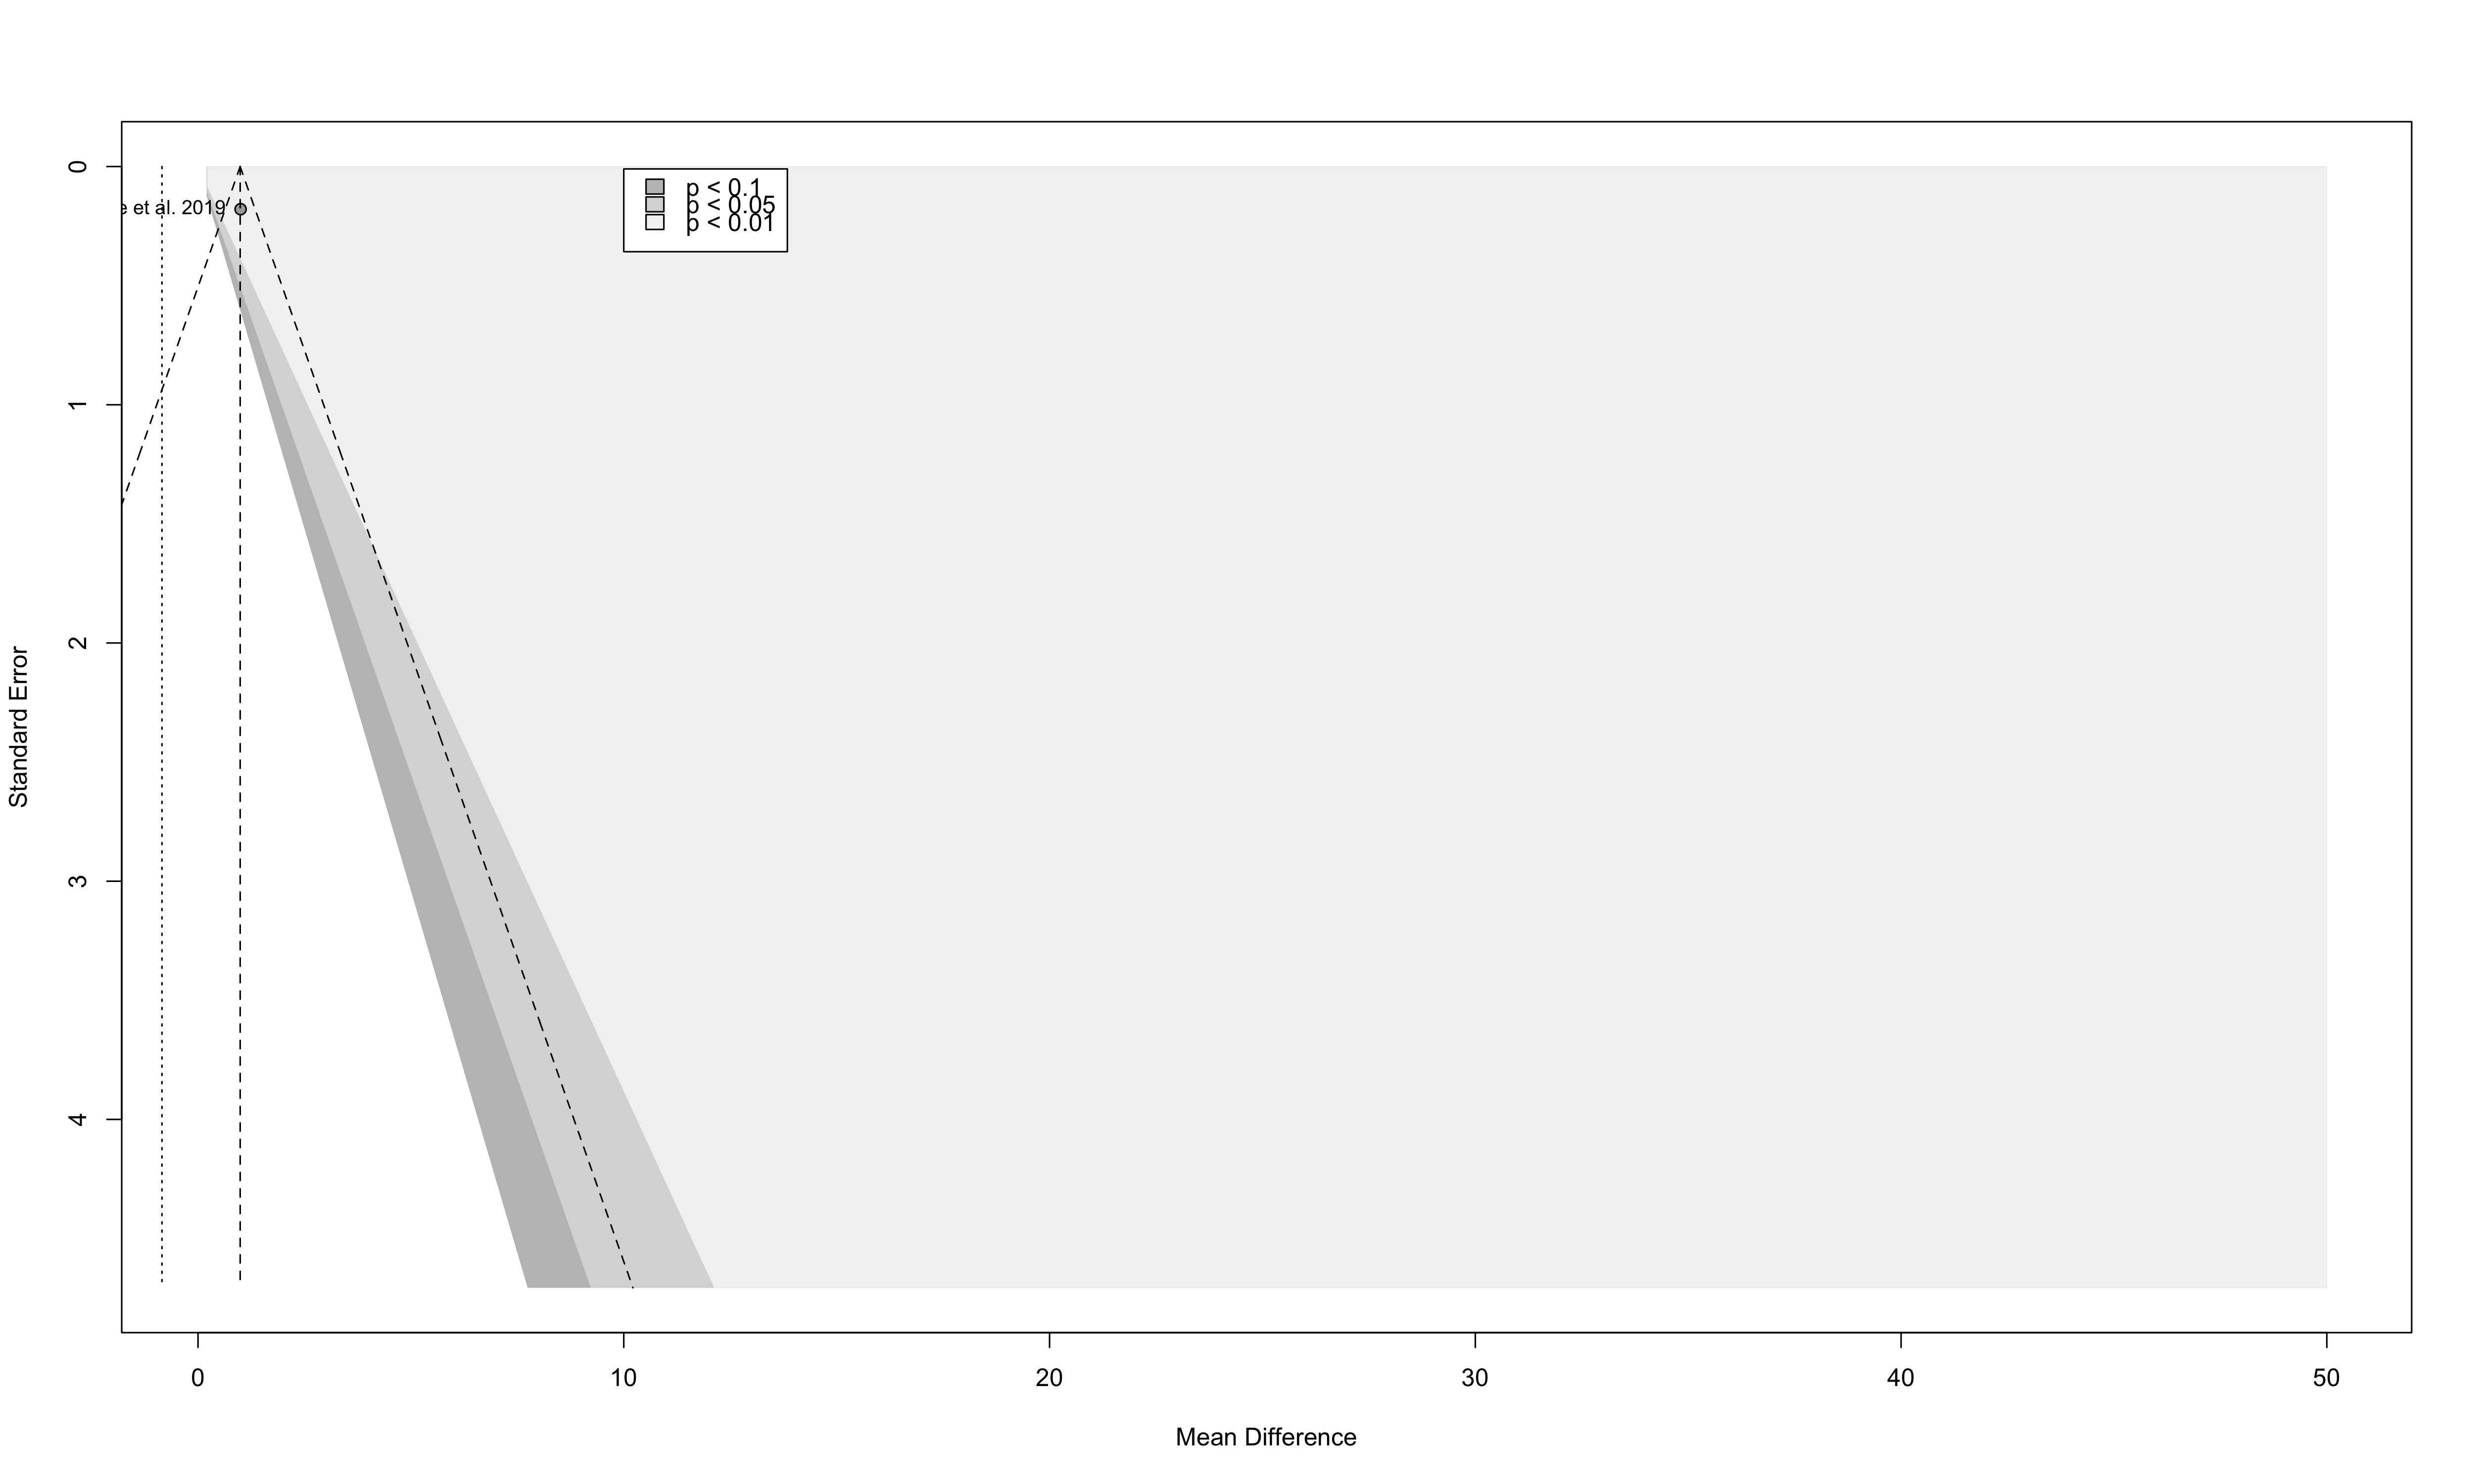 0
1
2
3
4
Standard Error
e et al. 2019
p < 0.1
p < 0.05
p < 0.01
0
10
20
30
40
50
Mean Difference